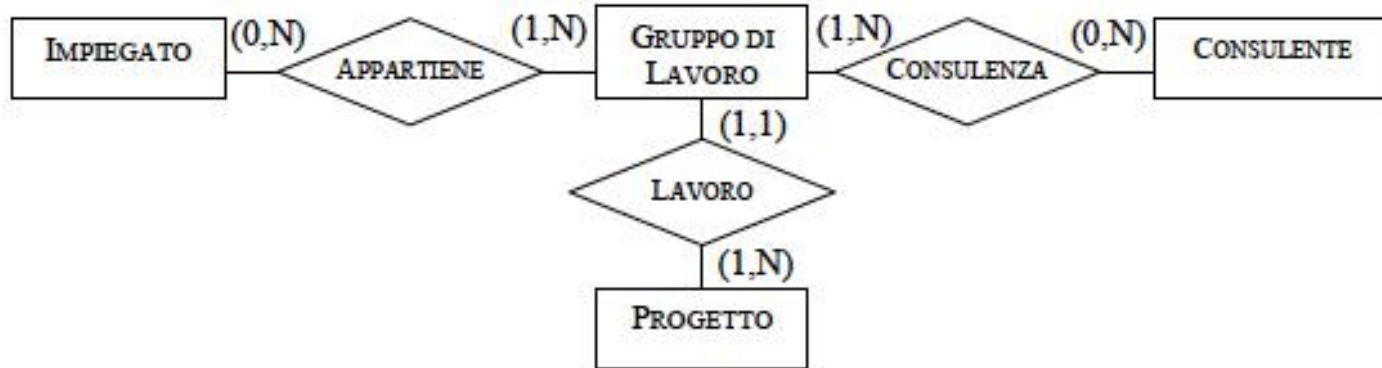 IMPIEGATO
(0,N)
APPARTIENE
(1,N)
GRUPPO DI
LAVORO
(1,N)
CONSULENZA
(0,N)
CONSULENTE
(1,1)
LAVORO
(1,N)
PROGETTO